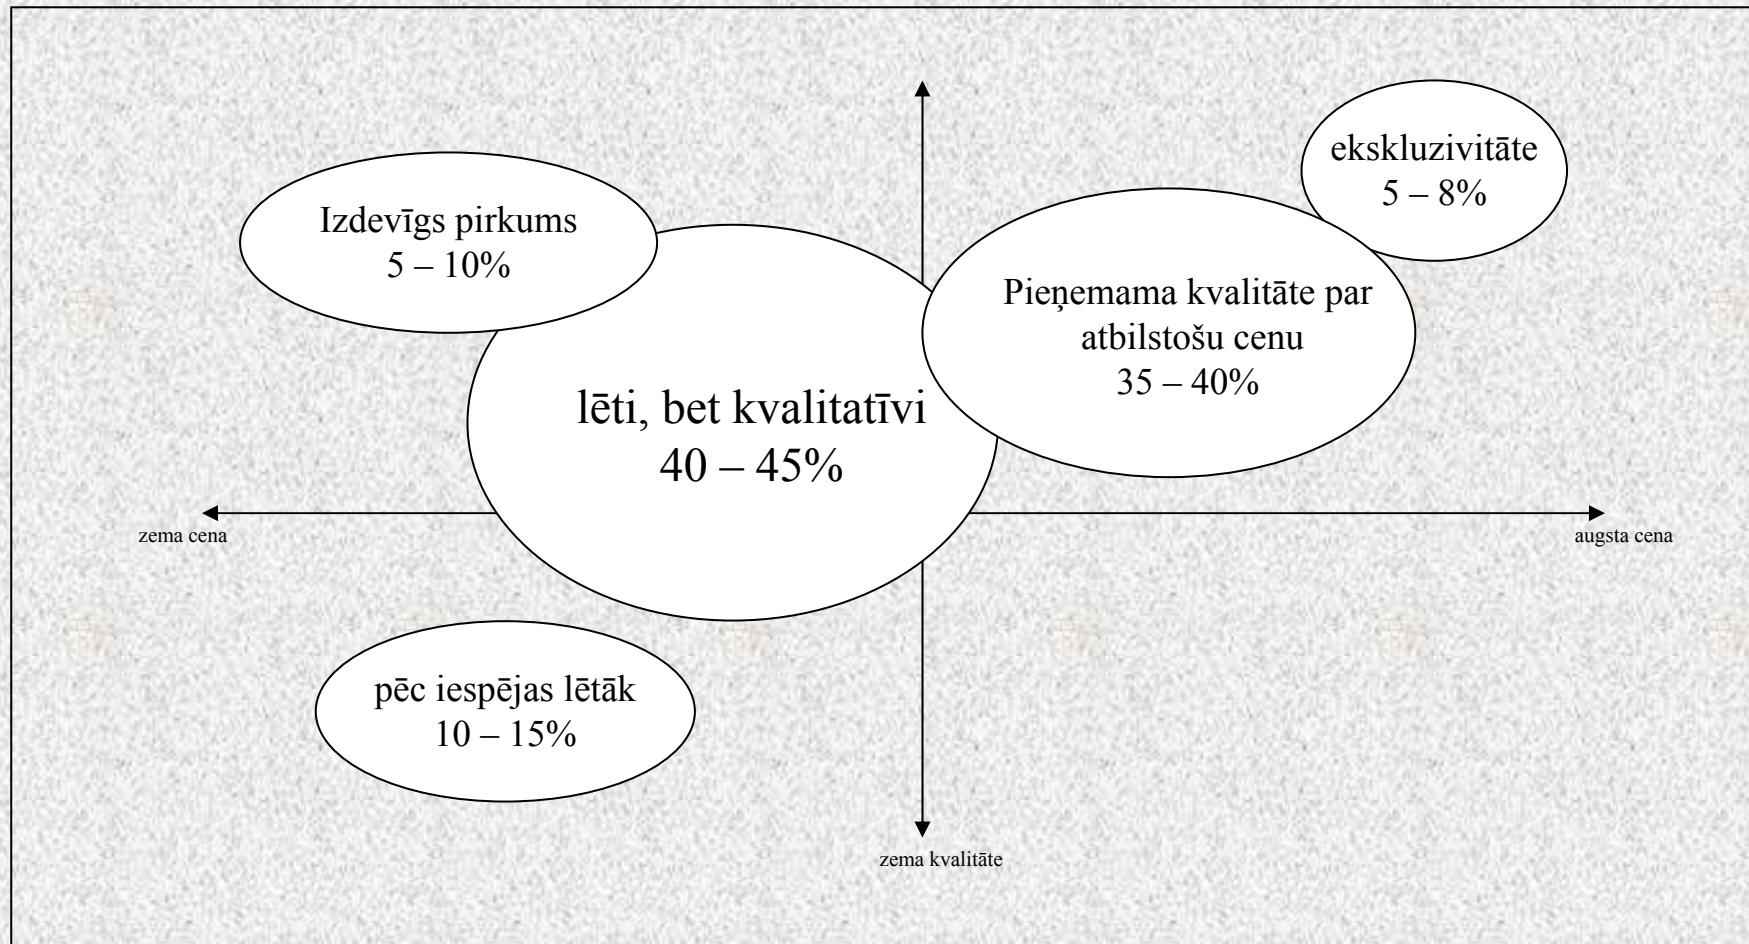 ekskluzivitāte
5 – 8%
Izdevīgs pirkums
5 – 10%
Pieņemama kvalitāte par
atbilstošu cenu
35 – 40%
lēti, bet kvalitatīvi
40 – 45%
zema cena
augsta cena
pēc iespējas lētāk
10 – 15%
zema kvalitāte